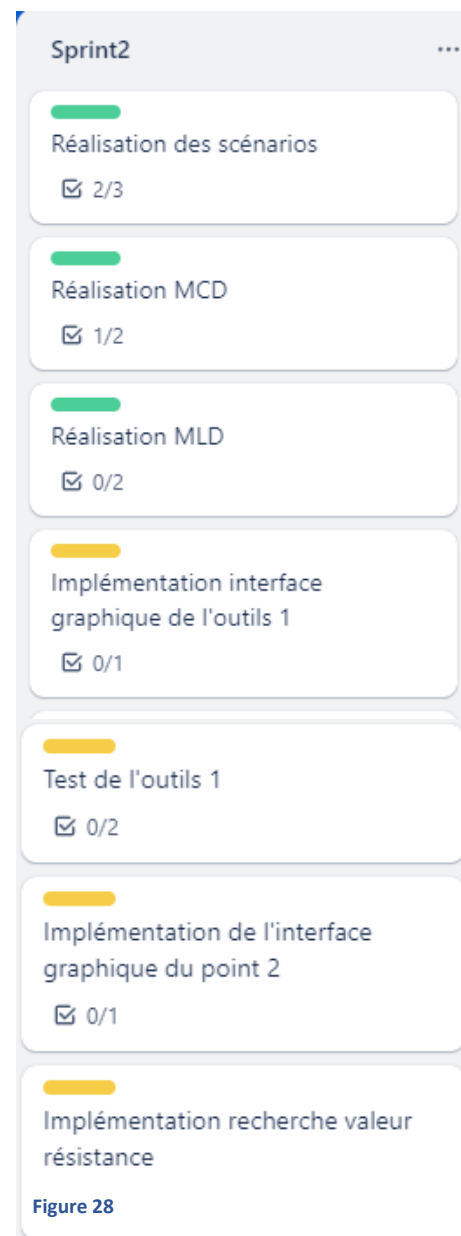 Sprint2
Réalisation des scénarios
2/3
Réalisation MCD
1/2
Réalisation MLD
0/2
Implémentation interface
graphique de l'outils 1
0/1
Test de l'outils 1
0/2
Implémentation de l'interface
graphique du point 2
0/1
Implémentation recherche valeur
résistance
Figure 28